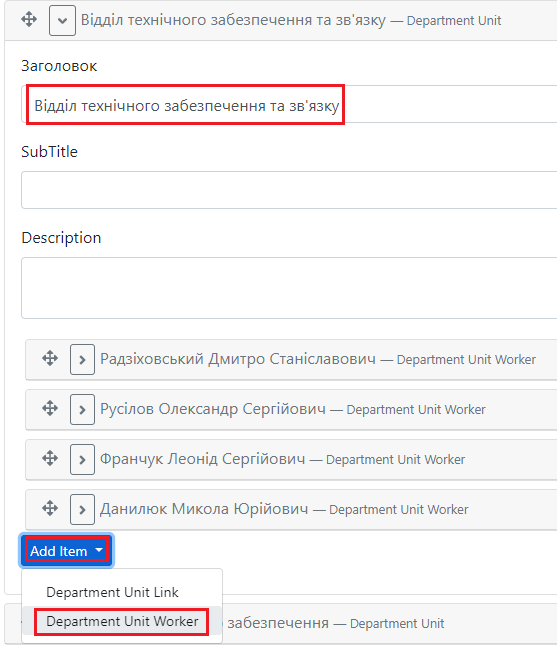 Відділ технічного забезпечення та зв'язку — Department Unit
Заголовок
Відділ технічного забезпечення та зв'язку
SubTitle
Description
Радзіховський Дмитро Станіславович — Department Unit Worker
Русілов Олександр Сергійович — Department Unit Worker
Франчук Леонід Сергійович — Department Unit Worker
Данилюк Микола Юрійович — Department Unit Worker
Add Item
Department Unit Link
Department Unit Worker
забезпечення — Department Unit